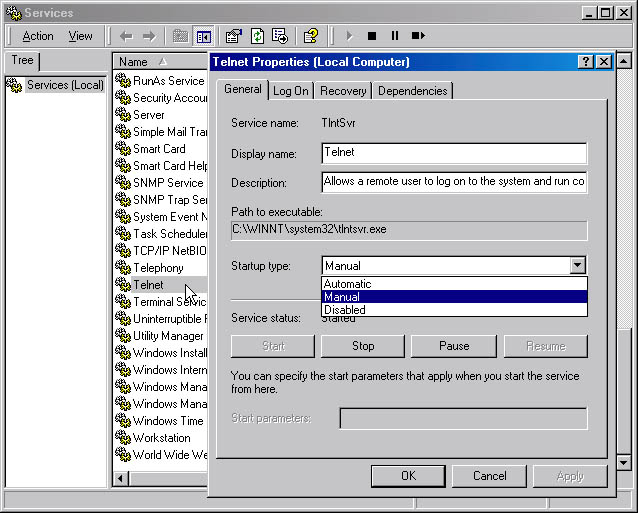 Services
Action View
Tree
Services (Local)
Name
RunAs Service
Security Accou
Server
Simple Mail Tra
Smart Card
Smart Card Help
SNMP Service
SNMP Trap Ser
System Event N
Task Scheduler
TCP/IP NetBIO
Telephony
Telnet
Terminal Servic
Uninterruptible P
Utility Manager
Windows Install
Windows Intern
Windows Mana
Windows Mana
Windows Time
Workstation
World Wide We
Telnet Properties (Local Computer)
General Log On Recovery Dependencies
Service name: TlntSvr
Display name: Telnet
Description: Allows a remote user to log on to the system and run co
Path to executable:
C:\WINNT\system32\tlntsvr.exe
Startup type: Manual
Automatic
Manual
Disabled
Service status: Started
Start Stop Pause Resume
You can specify the start parameters that apply when you start the service
from here.
Start parameters:
OK Cancel Apply